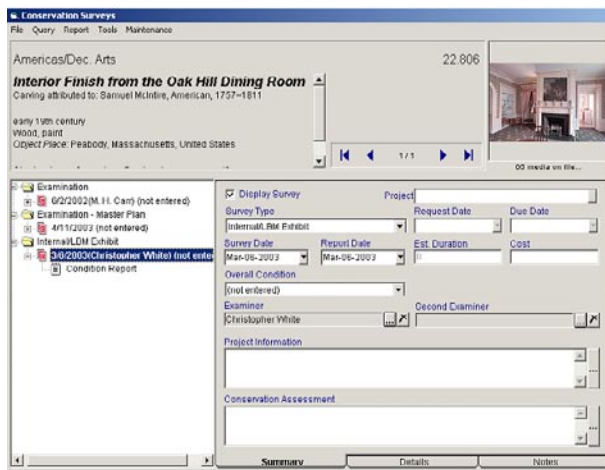 Conservation Surveys
File Query Report Tools Maintenance
Americas/Dec. Arts
22.806
Interior Finish from the Oak Hill Dining Room
Carving attributed to: Samuel McIntire, American, 1757–1811
early 19th century
Wood, paint
Object Place: Peabody, Massachusetts, United States
1/1
media on file...
Examination
6/2/2002(M. H. Carr) (not entered)
Examination - Master Plan
4/11/2003 (not entered)
Internal/LBM Exhibit
3/6/2003(Christopher White) (not ente
Condition Report
Display Survey
Project
Survey Type
Request Date
Due Date
Internal/LBM Exhibit
Survey Date
Report Date
Est. Duration
Cost
Mar-06-2003
Mar-06-2003
0
Overall Condition
(not entered)
Examiner
Second Examiner
Christopher White
...
Project Information
...
Conservation Assessment
...
Summary
Details
Notes